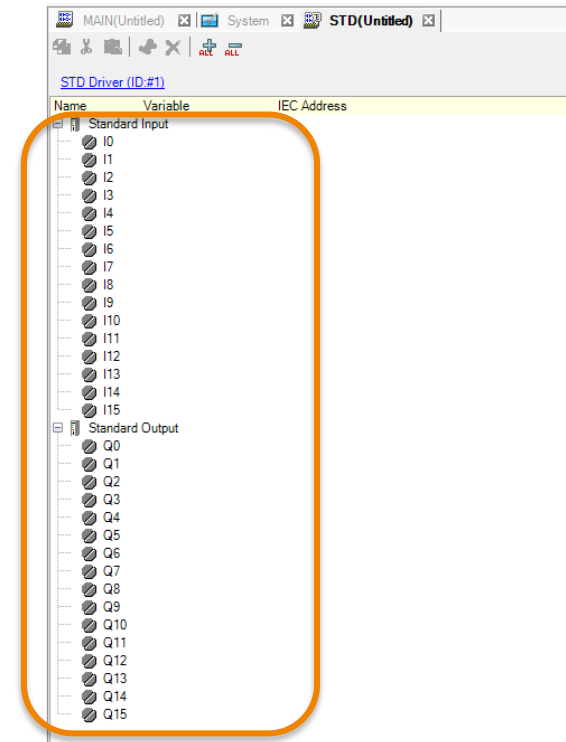 MAIN(Untitled) System STD(Untitled)
ALL ALL
STD Driver (ID:#1)
Name Variable IEC Address
Standard Input
I0
I1
I2
I3
I4
I5
I6
I7
I8
I9
I10
I11
I12
I13
I14
I15
Standard Output
Q0
Q1
Q2
Q3
Q4
Q5
Q6
Q7
Q8
Q9
Q10
Q11
Q12
Q13
Q14
Q15